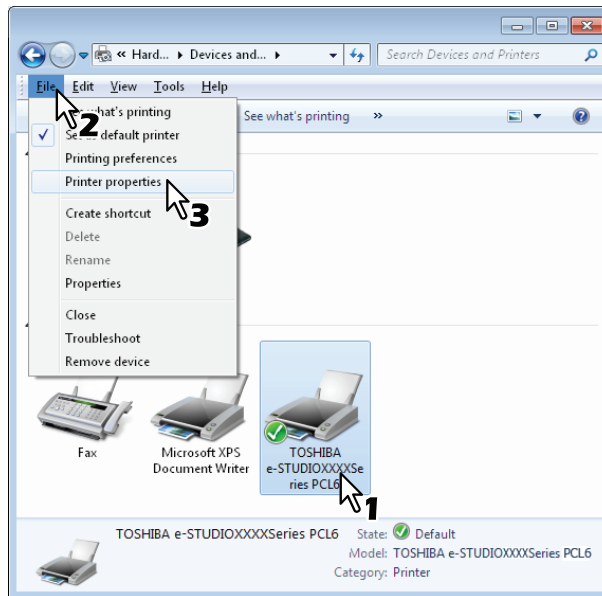 Hard... Devices and...
Search Devices and Printers
File Edit View Tools Help
See what's printing »
2
See what's printing
Set as default printer
Printing preferences
Printer properties
3
Create shortcut
Delete
Rename
Properties
Close
Troubleshoot
Remove device
Fax
Microsoft XPS
Document Writer
TOSHIBA
e-STUDIOXXXXSe
ries PCL6
1
TOSHIBA e-STUDIOXXXXSeries PCL6 State: Default
Model: TOSHIBA e-STUDIOXXXXSeries PCL6
Category: Printer